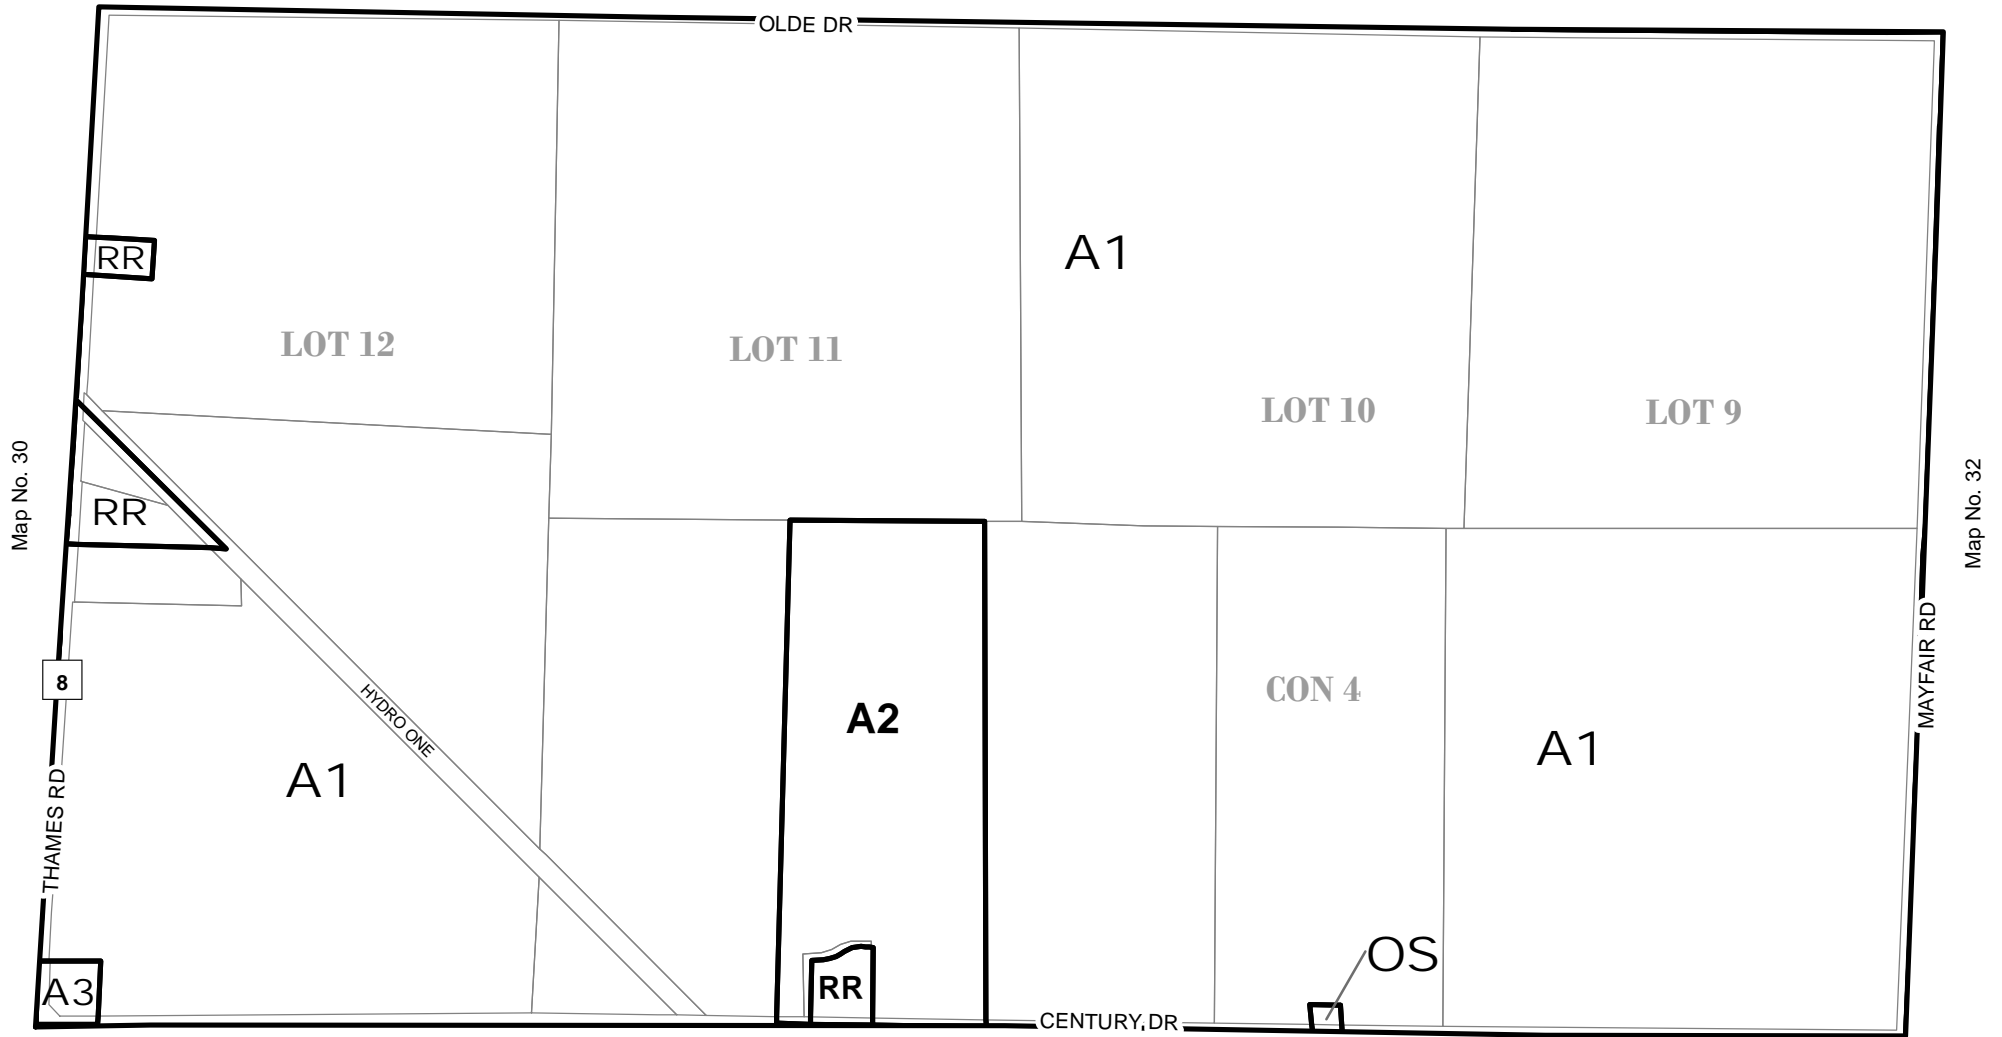 OLDE DR
RR
A1
LOT 12
LOT 11
LOT 10
LOT 9
Map No. 30
Map No. 32
RR
8
HYDRO ONE
A2
CON 4
MAYFAIR RD
A1
A1
THAMES RD
OS
A3
RR
CENTURY DR